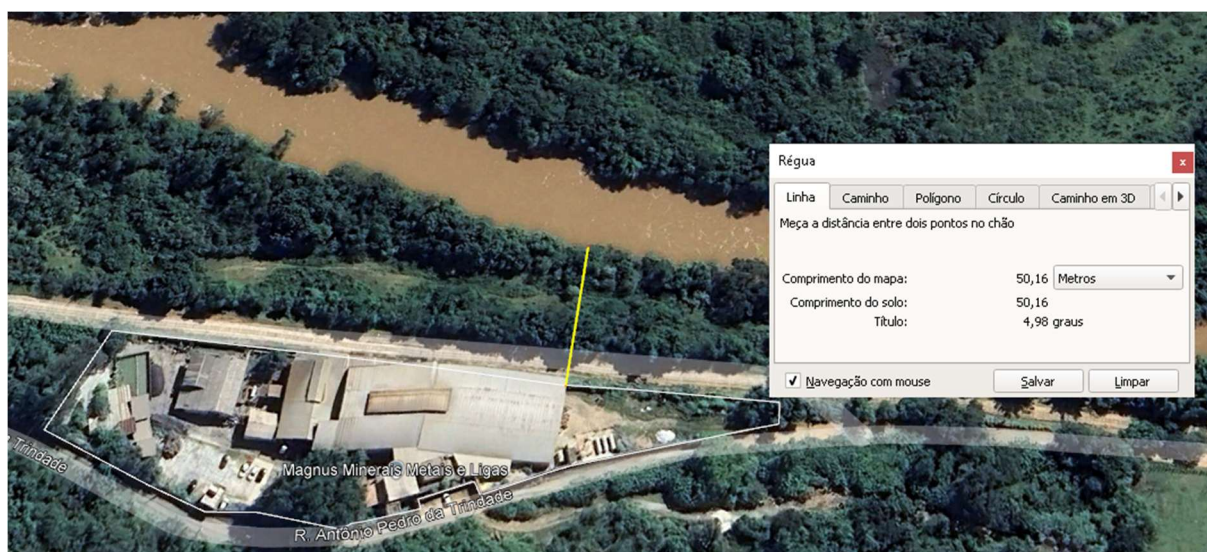 Régua
x
Linha Caminho Polígono Círculo Caminho em 3D
Meça a distância entre dois pontos no chão
Comprimento do mapa: 50,16 Metros
Comprimento do solo: 50,16
Título: 4,98 graus
Navegação com mouse Salvar Limpar
Trindade
Magnus Minerais Metais e Ligas
R. Antônio Pedro da Trindade